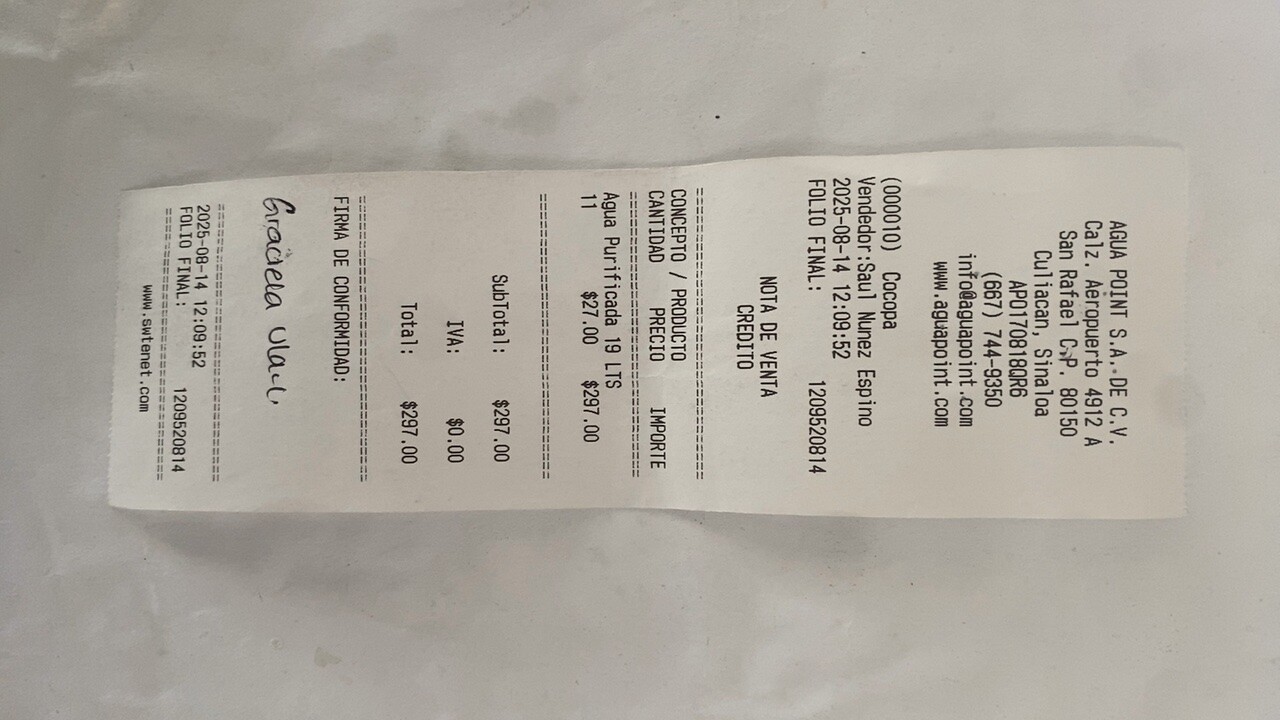 AGUA POINT S.A. DE C.V.
Calz. Aeropuerto 4912 A
San Rafael C.P. 80150
Culiacan, Sinaloa
APO170818QR6
(667) 744-9350
info@aguapoint.com
www.aguapoint.com
(000010) Cocopa
Vendedor:Saul Nunez Espino
2025-08-14 12:09:52
FOLIO FINAL: 1209520814
NOTA DE VENTA
CREDITO
==============================
CONCEPTO / PRODUCTO
CANTIDAD PRECIO IMPORTE
==============================
Agua Purificada 19 LTS
11 $27.00 $297.00
==============================
SubTotal: $297.00
IVA: $0.00
Total: $297.00
==============================
FIRMA DE CONFORMIDAD:
Graciela
==============================
2025-08-14 12:09:52
FOLIO FINAL: 1209520814
==============================
www.swtenet.com